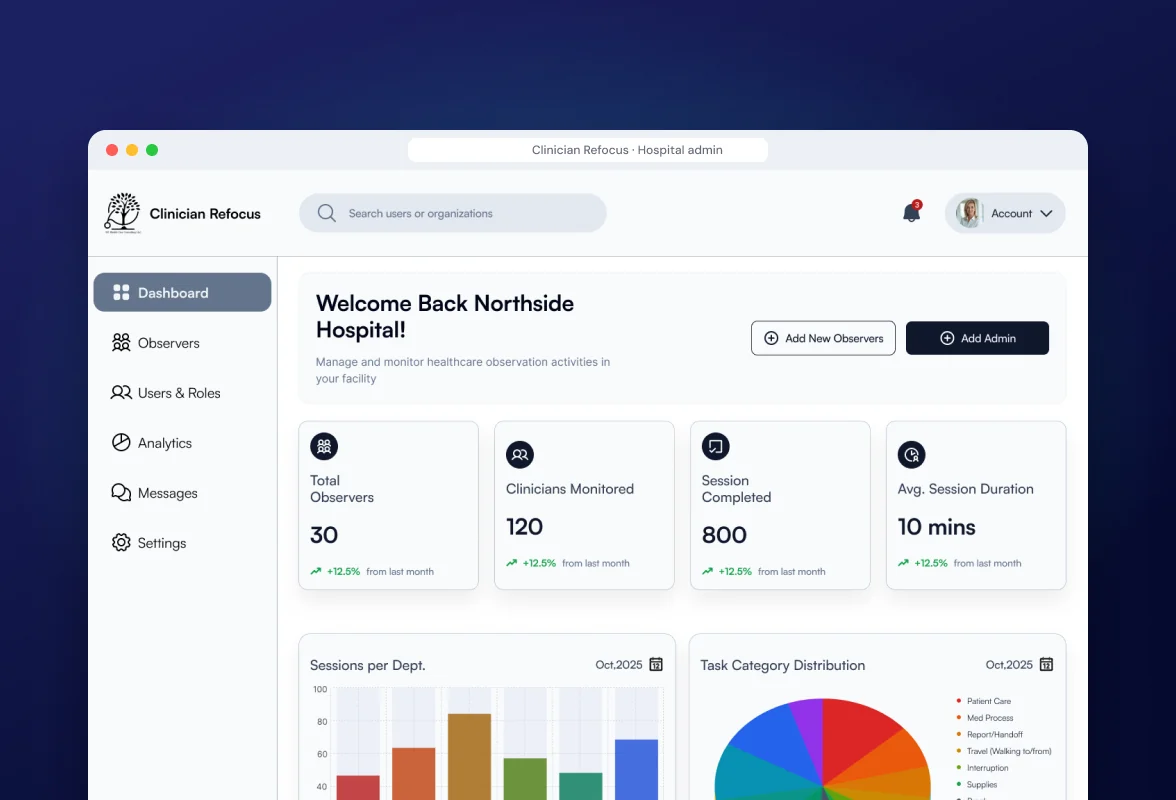 Clinician Refocus · Hospital admin
Clinician Refocus
Search users or organizations
3
Account
Dashboard
Observers
Users & Roles
Analytics
Messages
Settings
Welcome Back Northside
Hospital!
Manage and monitor healthcare observation activities in
your facility
Add New Observers
Add Admin
Total
Observers
30
+12.5% from last month
Clinicians Monitored
120
+12.5% from last month
Session
Completed
800
+12.5% from last month
Avg. Session Duration
10 mins
+12.5% from last month
Sessions per Dept.
Oct,2025
12
100
80
60
40
Task Category Distribution
Oct,2025
12
Patient Care
Med Process
Report/Handoff
Travel (Walking to/from)
Interruption
Supplies